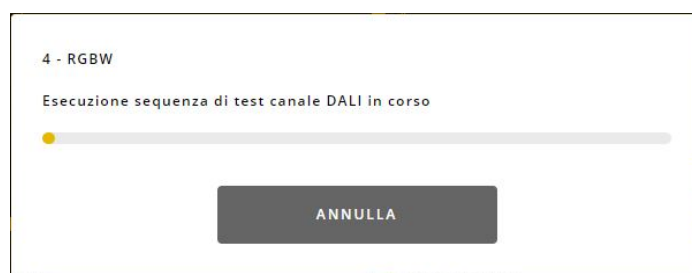 4 - RGBW
Esecuzione sequenza di test canale DALI in corso
ANNULLA